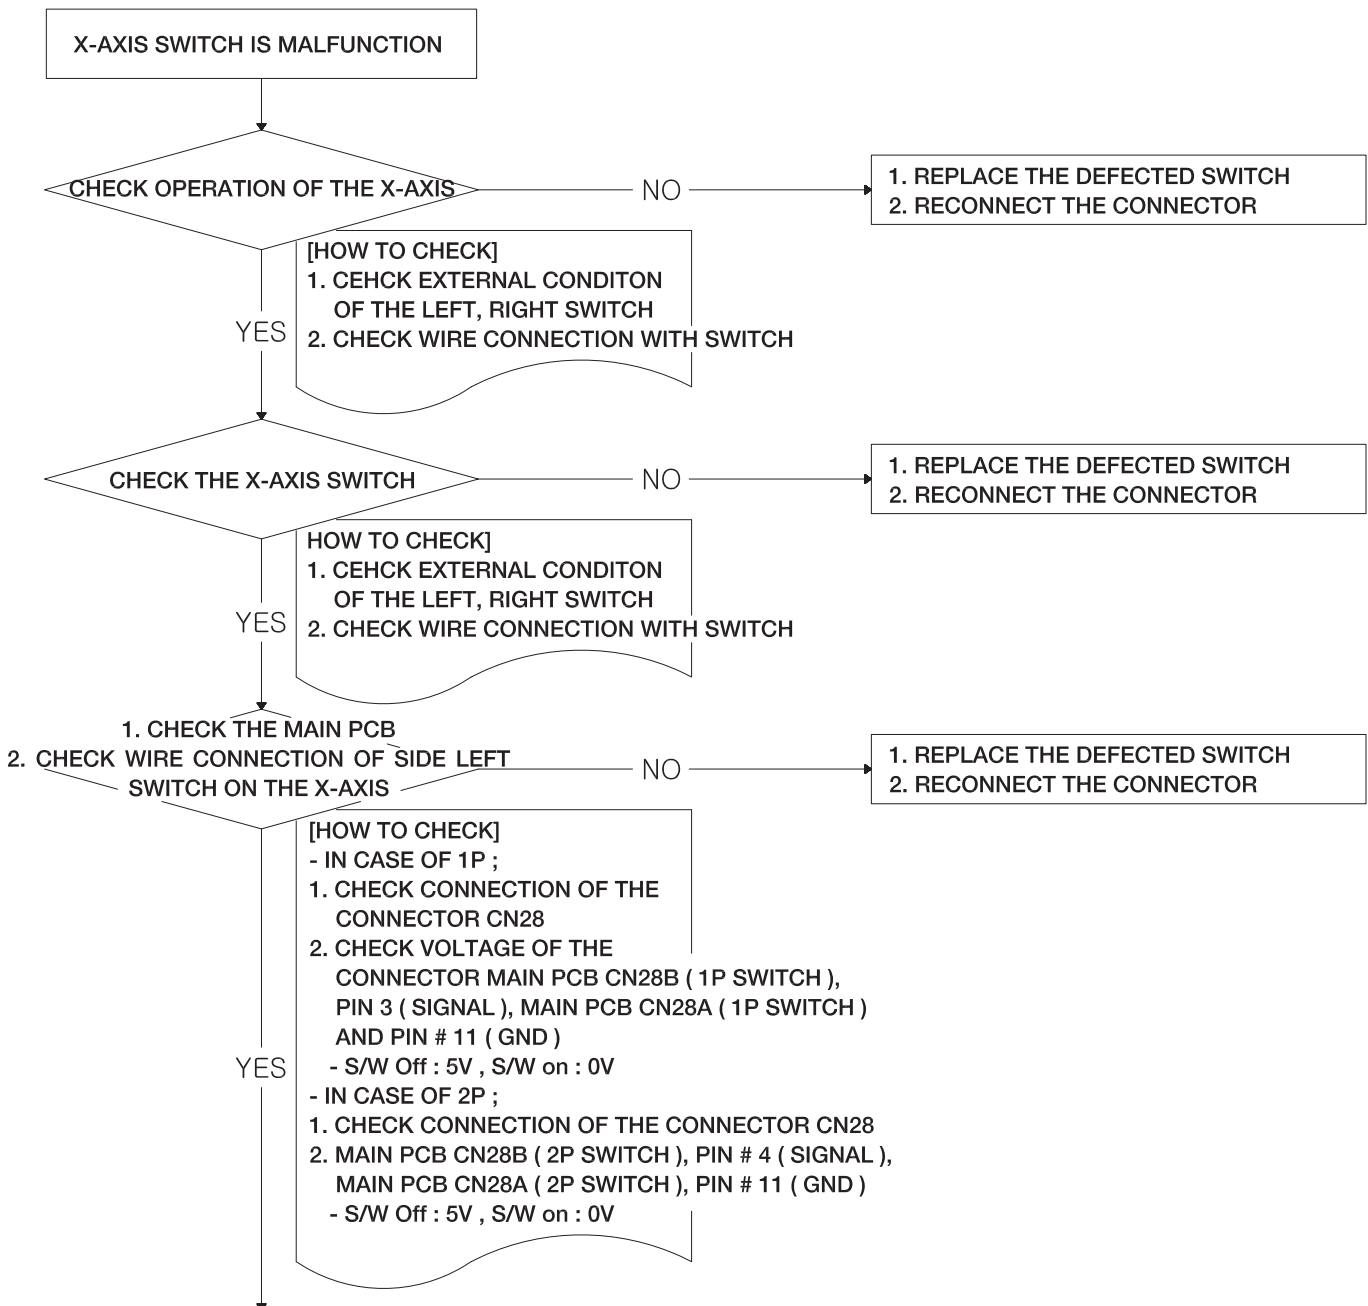 X-AXIS SWITCH IS MALFUNCTION
CHECK OPERATION OF THE X-AXIS
NO
1. REPLACE THE DEFECTED SWITCH
2. RECONNECT THE CONNECTOR
[HOW TO CHECK]
1. CEHCK EXTERNAL CONDITON
OF THE LEFT, RIGHT SWITCH
2. CHECK WIRE CONNECTION WITH SWITCH
YES
CHECK THE X-AXIS SWITCH
NO
1. REPLACE THE DEFECTED SWITCH
2. RECONNECT THE CONNECTOR
HOW TO CHECK]
1. CEHCK EXTERNAL CONDITON
OF THE LEFT, RIGHT SWITCH
2. CHECK WIRE CONNECTION WITH SWITCH
YES
1. CHECK THE MAIN PCB
2. CHECK WIRE CONNECTION OF SIDE LEFT
SWITCH ON THE X-AXIS
NO
1. REPLACE THE DEFECTED SWITCH
2. RECONNECT THE CONNECTOR
[HOW TO CHECK]
- IN CASE OF 1P ;
1. CHECK CONNECTION OF THE
CONNECTOR CN28
2. CHECK VOLTAGE OF THE
CONNECTOR MAIN PCB CN28B ( 1P SWITCH ),
PIN 3 ( SIGNAL ), MAIN PCB CN28A ( 1P SWITCH )
AND PIN # 11 ( GND )
- S/W Off : 5V , S/W on : 0V
YES
- IN CASE OF 2P ;
1. CHECK CONNECTION OF THE CONNECTOR CN28
2. MAIN PCB CN28B ( 2P SWITCH ), PIN # 4 ( SIGNAL ),
MAIN PCB CN28A ( 2P SWITCH ), PIN # 11 ( GND )
- S/W Off : 5V , S/W on : 0V